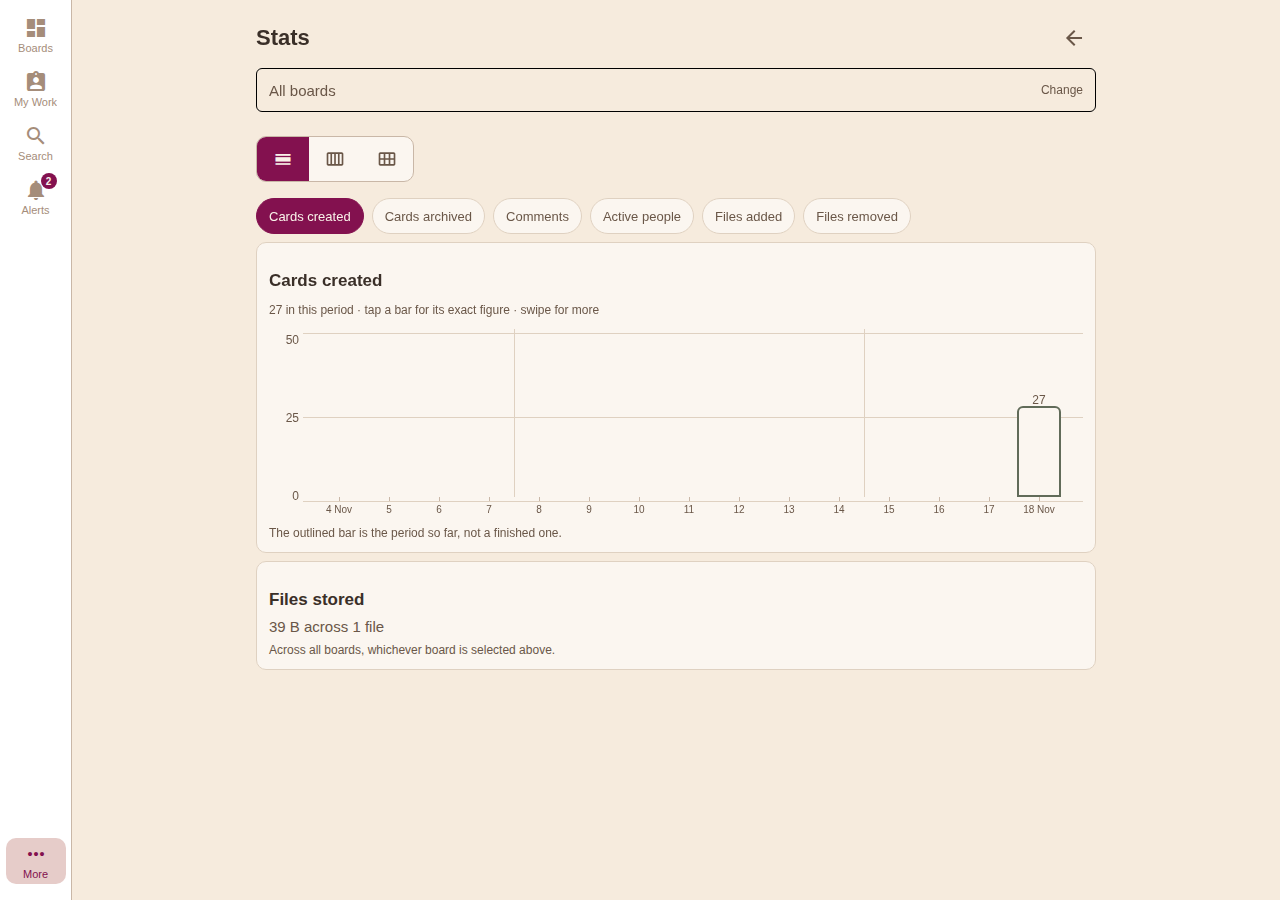 Boards
My Work
Search
2
Alerts
More
Stats
All boards
Change
Cards created
Cards archived
Comments
Active people
Files added
Files removed
Cards created
27 in this period · tap a bar for its exact figure · swipe for more
50
25
0
27
4 Nov
5
6
7
8
9
10
11
12
13
14
15
16
17
18 Nov
The outlined bar is the period so far, not a finished one.
Files stored
39 B across 1 file
Across all boards, whichever board is selected above.